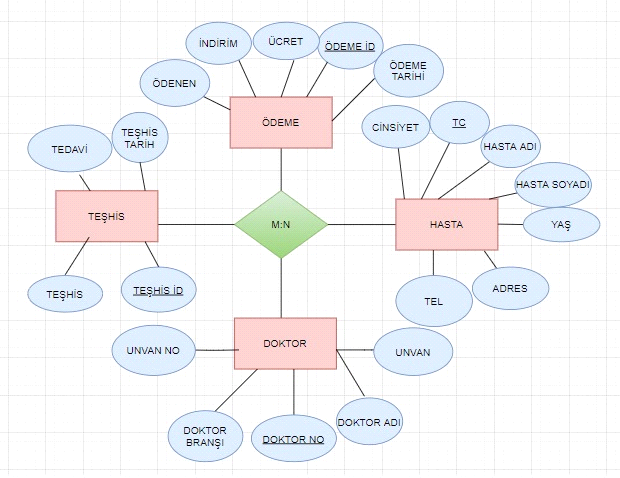 İNDİRİM
ÜCRET
ÖDEME İD
ÖDENEN
ÖDEME
TARİHİ
ÖDEME
CİNSİYET
TC
HASTA ADI
HASTA SOYADI
YAŞ
HASTA
TEL
ADRES
TEDAVİ
TEŞHİS
TARİH
TEŞHİS
TEŞHİS
TEŞHİS İD
M:N
DOKTOR
UNVAN NO
UNVAN
DOKTOR
BRANŞI
DOKTOR NO
DOKTOR ADI